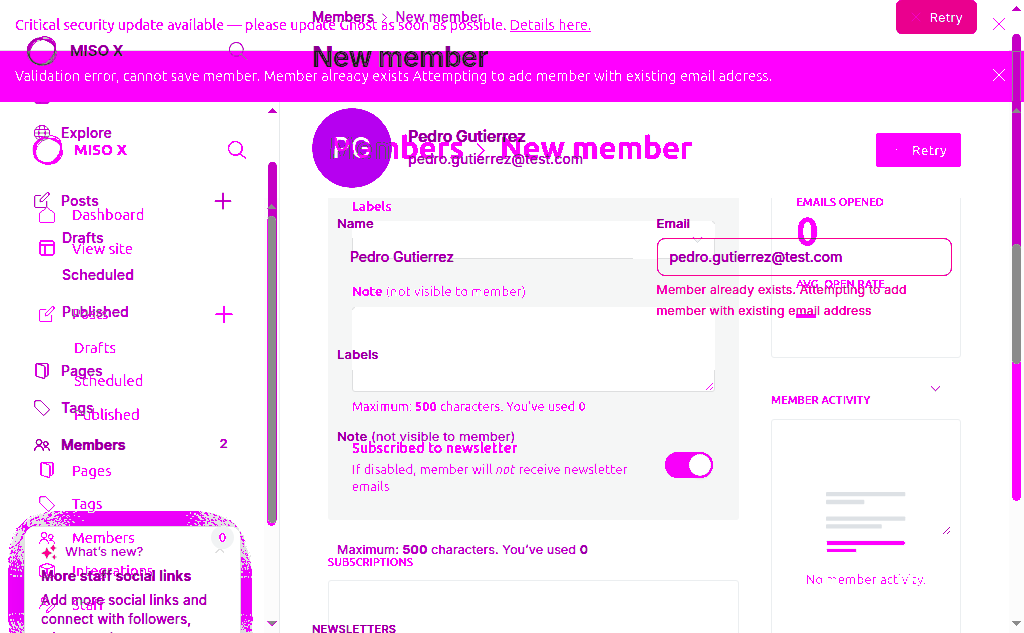 Members > New member
Critical security update available — please update Ghost as soon as possible. Details here.
Retry
MISO X
New member
Validation error, cannot save member. Member already exists Attempting to add member with existing email address.
Explore
MISO X
Pedro Gutierrez
PG
Members > New member
pedro.gutierrez@test.com
Retry
Posts
Dashboard
Labels
EMAILS OPENED
Name
Email
0
Drafts
View site
Pedro Gutierrez
pedro.gutierrez@test.com
Scheduled
AVG. OPEN RATE
Note (not visible to member)
Member already exists. Attempting to add
member with existing email address
Published
Posts
Drafts
Labels
Pages
Scheduled
MEMBER ACTIVITY
Tags
Published
Maximum: 500 characters. You've used 0
Members
2
Note (not visible to member)
Subscribed to newsletter
Pages
If disabled, member will not receive newsletter
emails
Tags
Members
0
What's new?
Maximum: 500 characters. You've used 0
SUBSCRIPTIONS
Integrations
More staff social links
No member activity.
Add more social links and
Staff
connect with followers,
NEWSLETTERS